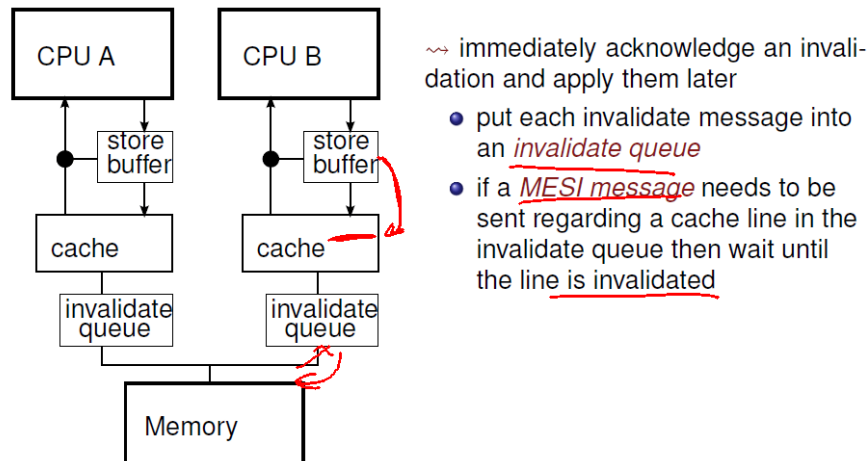 CPU A
CPU B
store
buffer
store
buffer
cache
cache
invalidate
queue
invalidate
queue
Memory
⇝ immediately acknowledge an invali-
dation and apply them later
put each invalidate message into
an invalidate queue
if a MESI message needs to be
sent regarding a cache line in the
invalidate queue then wait until
the line is invalidated